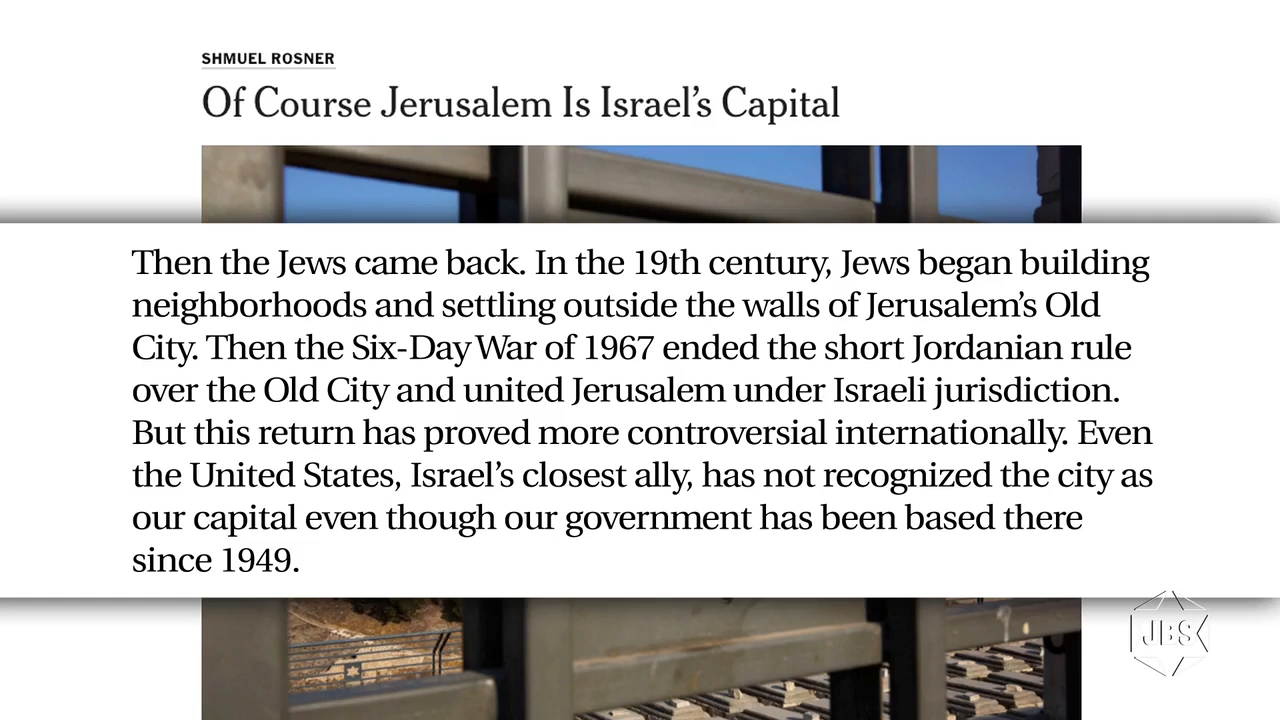 SHMUEL ROSNER
Of Course Jerusalem Is Israel’s Capital
Then the Jews came back. In the 19th century, Jews began building
neighborhoods and settling outside the walls of Jerusalem’s Old
City. Then the Six-Day War of 1967 ended the short Jordanian rule
over the Old City and united Jerusalem under Israeli jurisdiction.
But this return has proved more controversial internationally. Even
the United States, Israel’s closest ally, has not recognized the city as
our capital even though our government has been based there
since 1949.
JBS